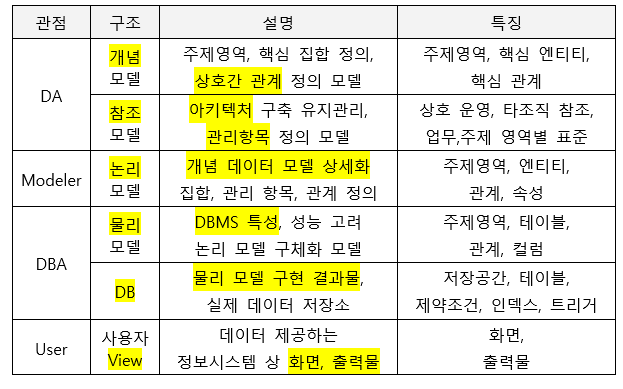 관점 구조 설명 특징
DA
개념
모델
주제영역, 핵심 집합 정의,
상호간 관계 정의 모델
주제영역, 핵심 엔티티,
핵심 관계
참조
모델
아키텍처 구축 유지관리,
관리항목 정의 모델
상호 운영, 타조직 참조,
업무,주제 영역별 표준
Modeler
논리
모델
개념 데이터 모델 상세화
집합, 관리 항목, 관계 정의
주제영역, 엔티티,
관계, 속성
DBA
물리
모델
DBMS 특성, 성능 고려
논리 모델 구체화 모델
주제영역, 테이블,
관계, 컬럼
DB
물리 모델 구현 결과물,
실제 데이터 저장소
저장공간, 테이블,
제약조건, 인덱스, 트리거
User
사용자
View
데이터 제공하는
정보시스템 상 화면, 출력물
화면,
출력물